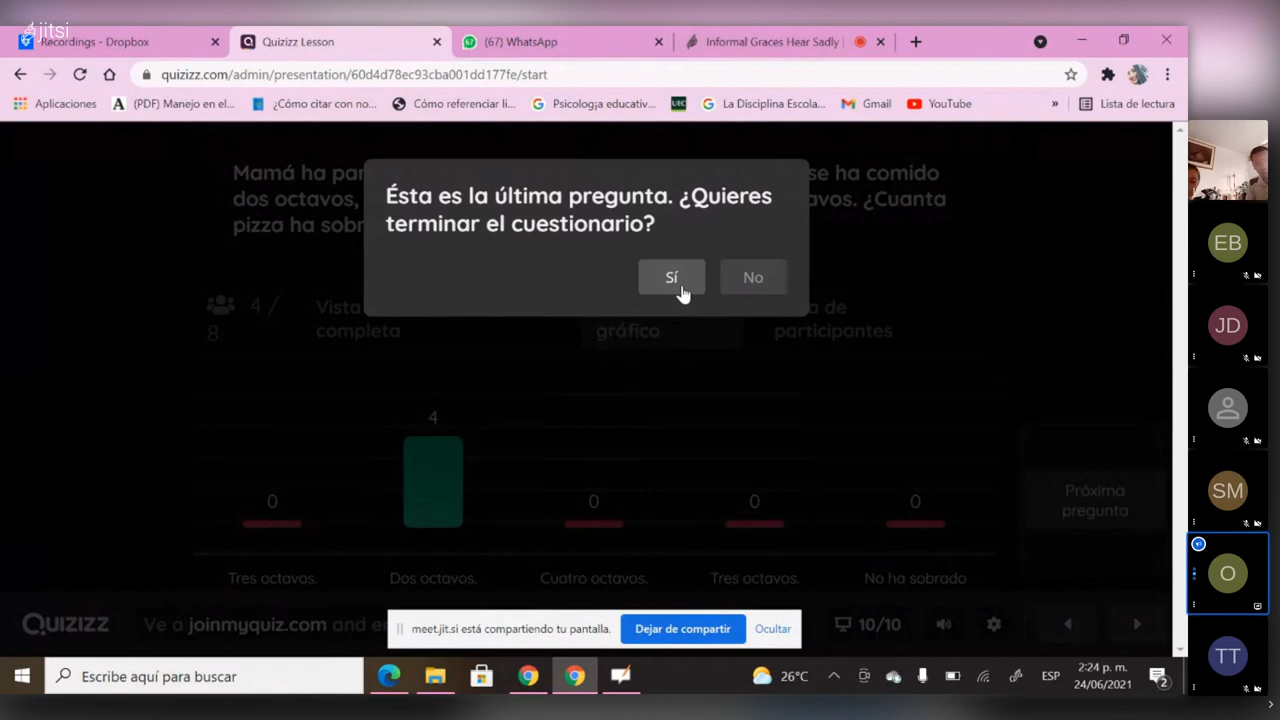 jitsi
Recordings - Dropbox
Quizizz Lesson
(67) WhatsApp
Informal Graces Hear Sadly
quizizz.com/admin/presentation/60d4d78ec93cba001dd177fe/start
Aplicaciones
(PDF) Manejo en el...
¿Cómo citar con no...
Cómo referenciar li...
Psicologıa educativ...
UEC
La Disciplina Escola...
Gmail
YouTube
»
Lista de lectura
Mamá ha par
se ha comido
dos octavos,
avos. ¿Cuanta
pizza ha sobr
Ésta es la última pregunta. ¿Quieres
terminar el cuestionario?
Sí
No
4 /
8
Vista
completa
gráfico
a de
participantes
4
0
0
0
0
Próxima
pregunta
Tres octavos.
Dos octavos.
Cuatro octavos.
Tres octavos.
No ha sobrado
QUIZIZZ
Ve a joinmyquiz.com and en
meet.jit.si está compartiendo tu pantalla.
Dejar de compartir
Ocultar
10/10
Escribe aquí para buscar
26°C
ESP
2:24 p. m.
24/06/2021
2
EB
JD
SM
O
TT